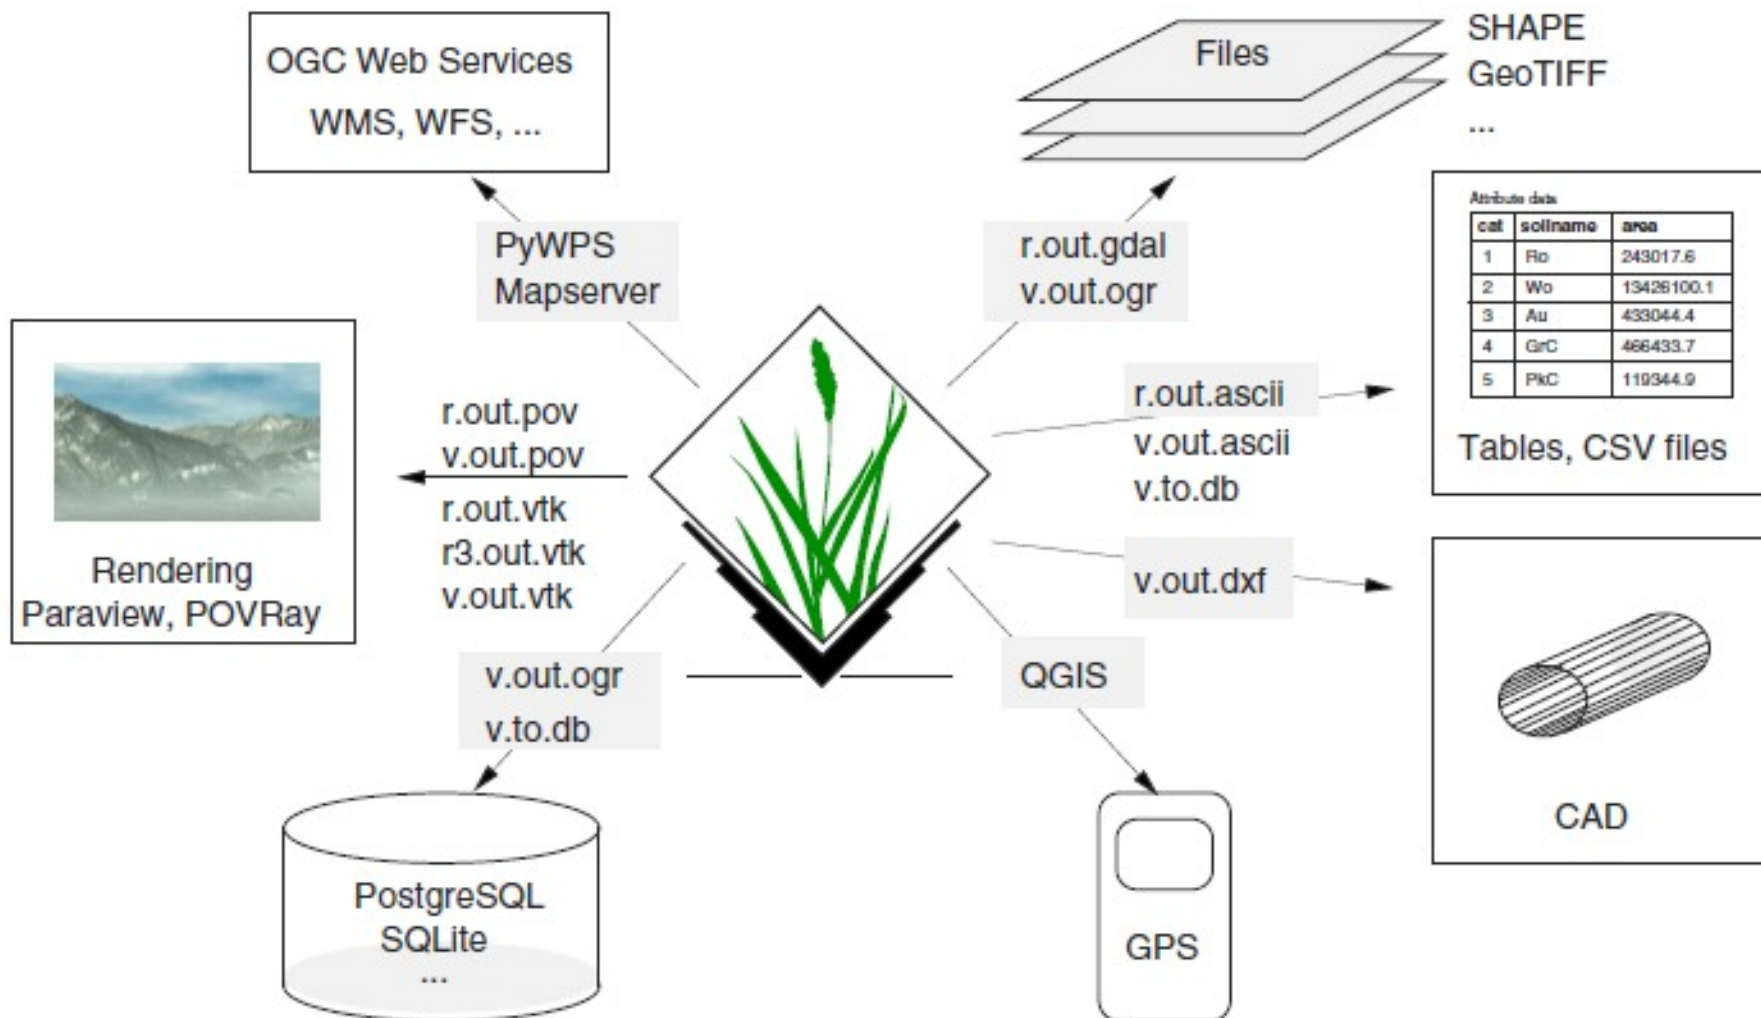 OGC Web Services
WMS, WFS, ...
Files
SHAPE
GeoTIFF
...
PyWPS
Mapserver
r.out.gdal
v.out.ogr
Attribute data
cat soilname area
1 Ro 243017.6
2 Wo 13426100.1
3 Au 433044.4
4 GrC 466433.7
5 PkC 119344.9
Tables, CSV files
r.out.pov
v.out.pov
r.out.vtk
r3.out.vtk
v.out.vtk
r.out.ascii
v.out.ascii
v.to.db
Rendering
Paraview, POVRay
v.out.dxf
v.out.ogr
v.to.db
QGIS
CAD
PostgreSQL
SQLite
...
GPS